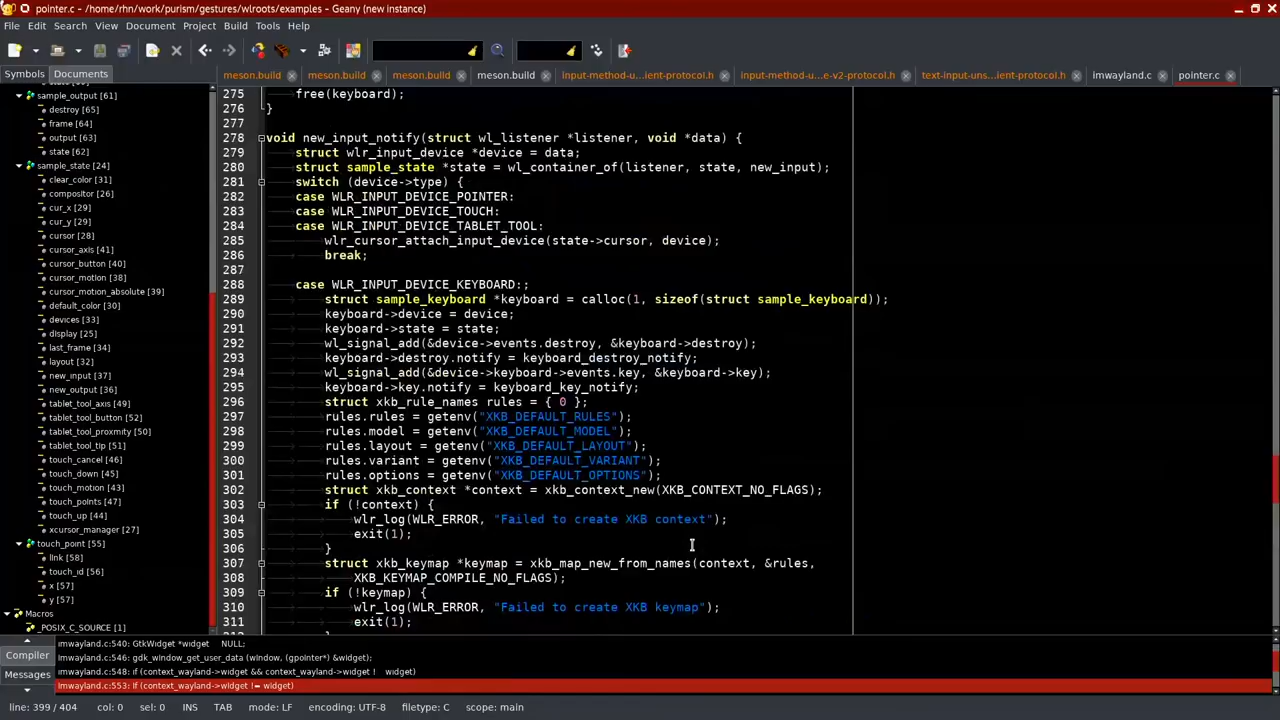 pointer.c - /home/rhn/work/purism/gestures/wlroots/examples - Geany (new instance)
File Edit Search View Document Project Build Tools Help
Symbols Documents
meson.build meson.build meson.build meson.build input-method-u...ient-protocol.h input-method-u...e-v2-protocol.h text-input-uns...ient-protocol.h imwayland.c pointer.c
sample_output [61]
destroy [65]
frame [64]
output [63]
state [62]
sample_state [24]
clear_color [31]
compositor [26]
cur_x [29]
cur_y [29]
cursor [28]
cursor_axis [41]
cursor_button [40]
cursor_motion [38]
cursor_motion_absolute [39]
default_color [30]
devices [33]
display [25]
last_frame [34]
layout [32]
new_input [37]
new_output [36]
tablet_tool_axis [49]
tablet_tool_button [52]
tablet_tool_proximity [50]
tablet_tool_tip [51]
touch_cancel [46]
touch_down [45]
touch_motion [43]
touch_points [47]
touch_up [44]
xcursor_manager [27]
touch_point [55]
link [58]
touch_id [56]
x [57]
y [57]
Macros
_POSIX_C_SOURCE [1]
275 free(keyboard);
276 }
277
278 void new_input_notify(struct wl_listener *listener, void *data) {
279 struct wlr_input_device *device = data;
280 struct sample_state *state = wl_container_of(listener, state, new_input);
281 switch (device->type) {
282 case WLR_INPUT_DEVICE_POINTER:
283 case WLR_INPUT_DEVICE_TOUCH:
284 case WLR_INPUT_DEVICE_TABLET_TOOL:
285 wlr_cursor_attach_input_device(state->cursor, device);
286 break;
287
288 case WLR_INPUT_DEVICE_KEYBOARD:;
289 struct sample_keyboard *keyboard = calloc(1, sizeof(struct sample_keyboard));
290 keyboard->device = device;
291 keyboard->state = state;
292 wl_signal_add(&device->events.destroy, &keyboard->destroy);
293 keyboard->destroy.notify = keyboard_destroy_notify;
294 wl_signal_add(&device->keyboard->events.key, &keyboard->key);
295 keyboard->key.notify = keyboard_key_notify;
296 struct xkb_rule_names rules = { 0 };
297 rules.rules = getenv("XKB_DEFAULT_RULES");
298 rules.model = getenv("XKB_DEFAULT_MODEL");
299 rules.layout = getenv("XKB_DEFAULT_LAYOUT");
300 rules.variant = getenv("XKB_DEFAULT_VARIANT");
301 rules.options = getenv("XKB_DEFAULT_OPTIONS");
302 struct xkb_context *context = xkb_context_new(XKB_CONTEXT_NO_FLAGS);
303 if (!context) {
304 wlr_log(WLR_ERROR, "Failed to create XKB context");
305 exit(1);
306 }
307 struct xkb_keymap *keymap = xkb_map_new_from_names(context, &rules,
308 XKB_KEYMAP_COMPILE_NO_FLAGS);
309 if (!keymap) {
310 wlr_log(WLR_ERROR, "Failed to create XKB keymap");
311 exit(1);
Compiler
Messages
imwayland.c:540: GtkWidget *widget NULL;
imwayland.c:546: gdk_window_get_user_data (window, (gpointer*) &widget);
imwayland.c:548: if (context_wayland->widget && context_wayland->widget ! widget)
imwayland.c:553: if (context_wayland->widget != widget)
line: 399 / 404 col: 0 sel: 0 INS TAB mode: LF encoding: UTF-8 filetype: C scope: main